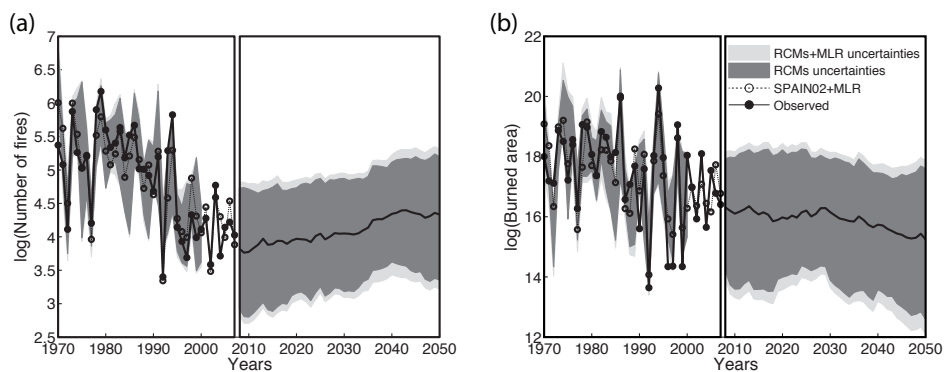 (a)
7
6.5
6
5.5
5
4.5
4
3.5
3
2.5
log(Number of fires)
1970 1980 1990 2000 2010 2020 2030 2040 2050
Years
(b)
22
20
18
16
14
12
log(Burned area)
RCMs+MLR uncertainties
RCMs uncertainties
SPAIN02+MLR
Observed
1970 1980 1990 2000 2010 2020 2030 2040 2050
Years